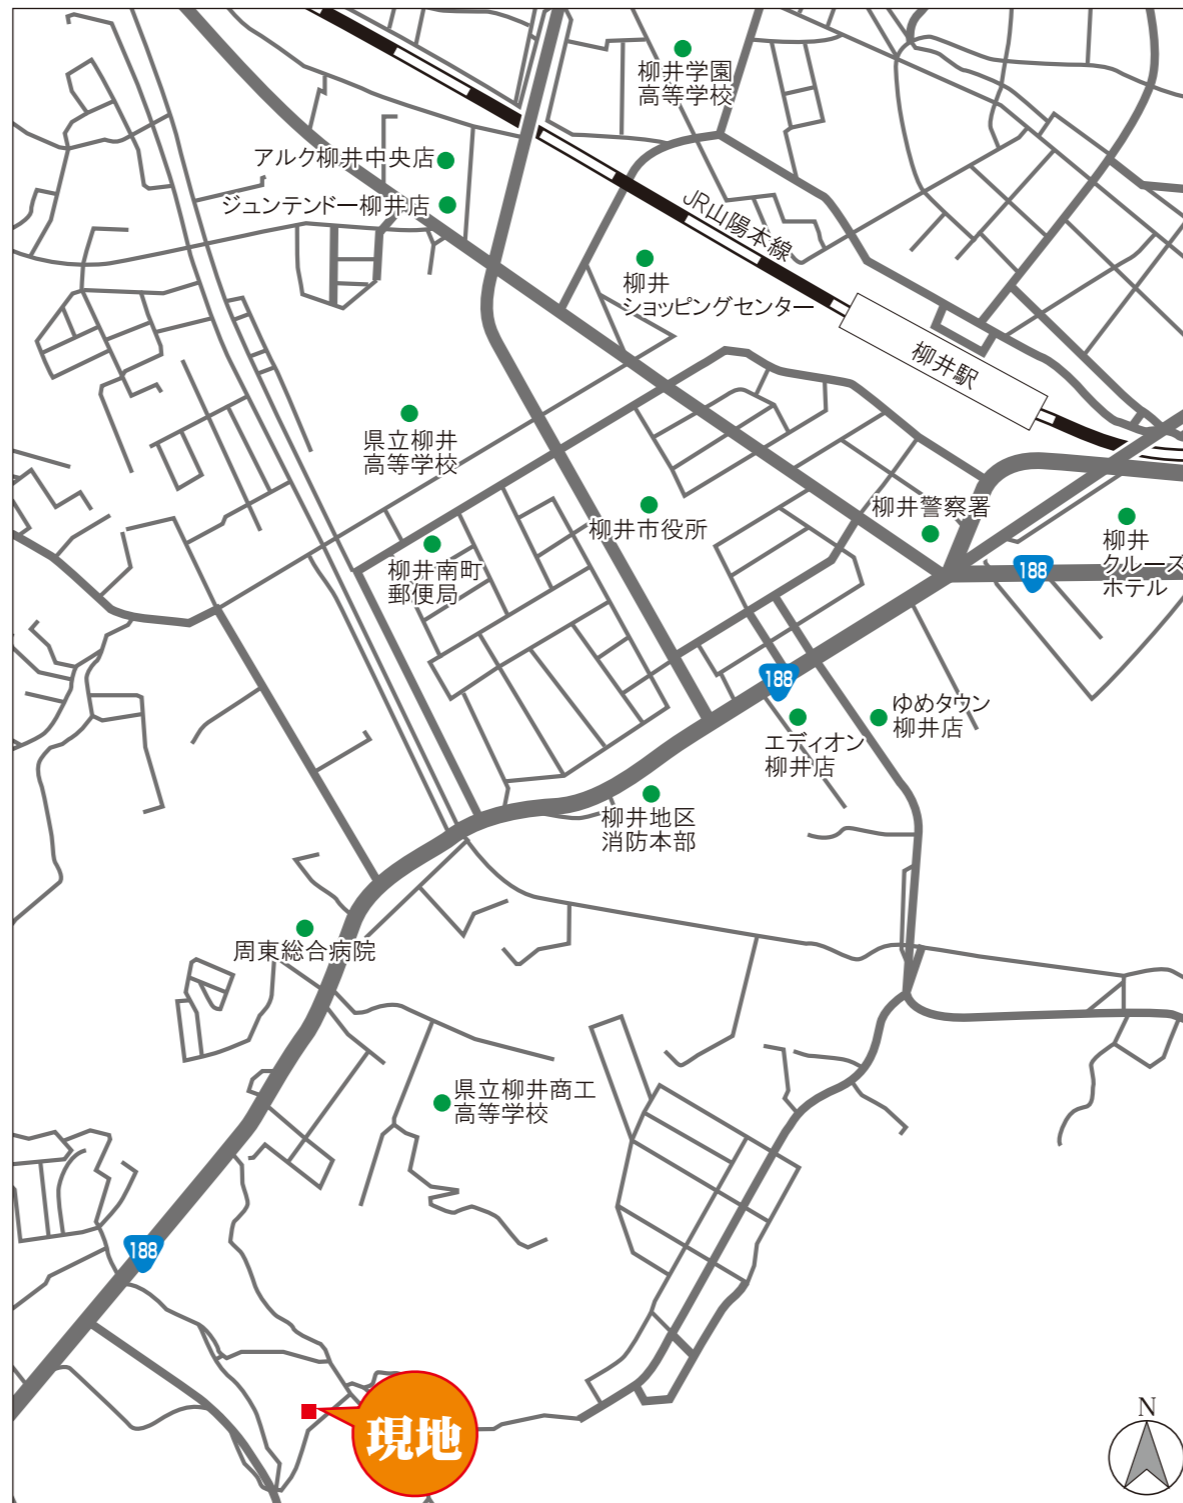 柳井学園
高等学校
アルク柳井中央店
ジュンテンドー柳井店
JR山陽本線
柳井
ショッピングセンター
柳井駅
県立柳井
高等学校
柳井市役所
柳井警察署
柳井
クルーズ
ホテル
柳井南町
郵便局
188
188
ゆめタウン
柳井店
エディオン
柳井店
柳井地区
消防本部
周東総合病院
県立柳井商工
高等学校
188
現地
N